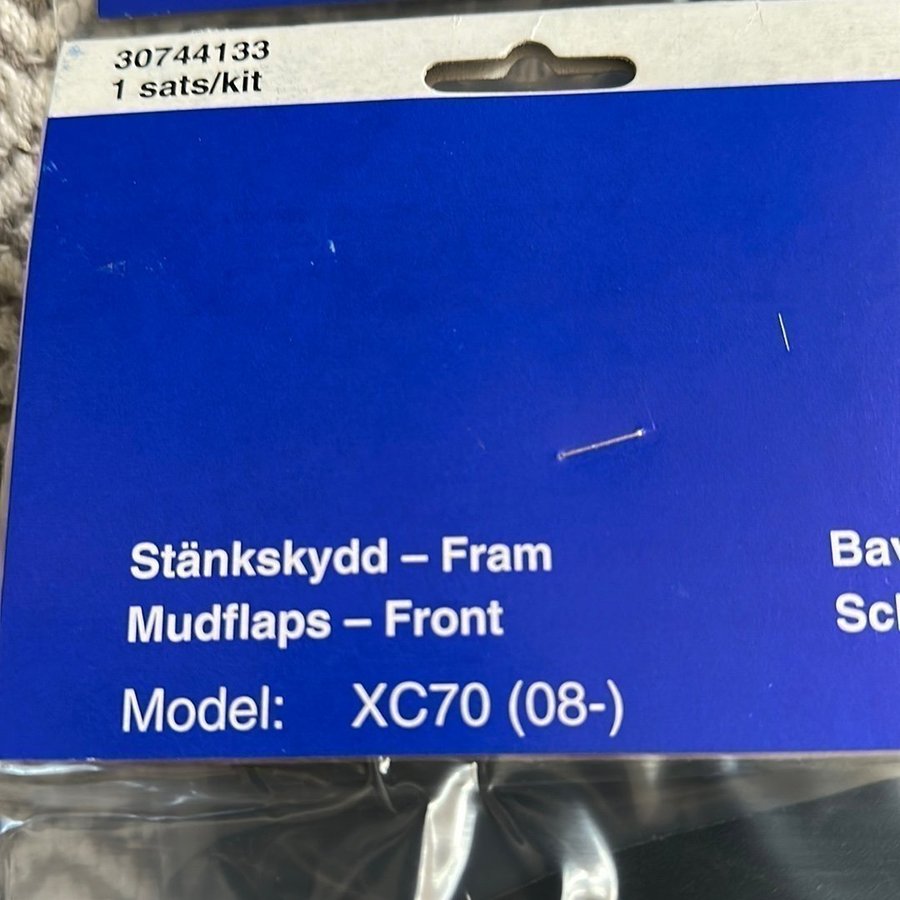 30744133
1 sats/kit
Stänkskydd – Fram
Mudflaps – Front
Model: XC70 (08-)